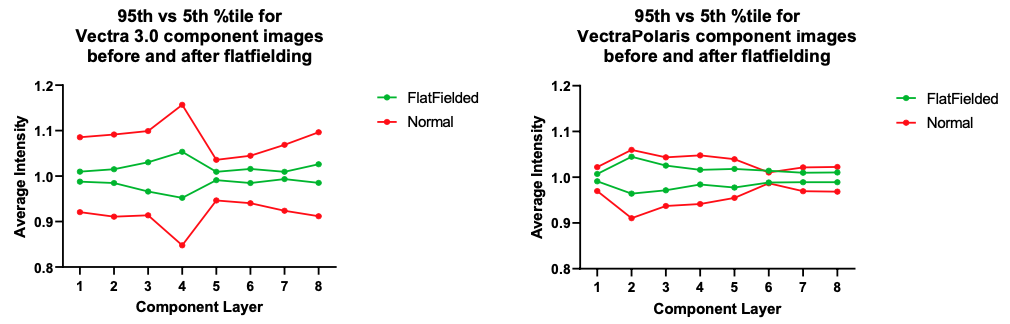 95th vs 5th %tile for
Vectra 3.0 component images
before and after flatfielding
1.2
1.1
1.0
0.9
0.8
Average Intensity
1 2 3 4 5 6 7 8
Component Layer
FlatFielded
Normal
95th vs 5th %tile for
VectraPolaris component images
before and after flatfielding
1.2
1.1
1.0
0.9
0.8
Average Intensity
1 2 3 4 5 6 7 8
Component Layer
FlatFielded
Normal